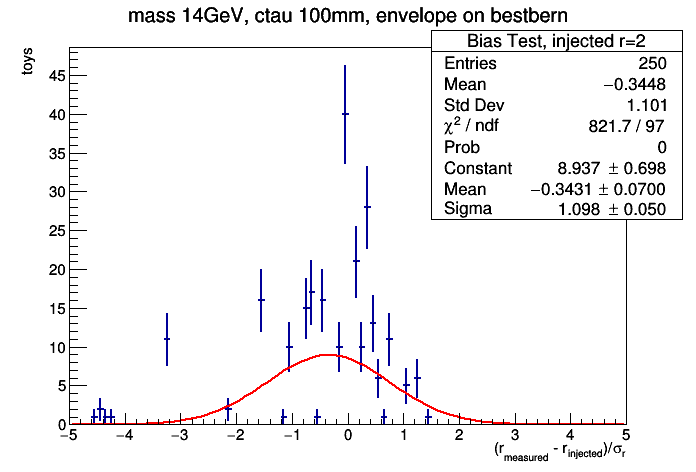 mass 14GeV, ctau 100mm, envelope on bestbern
toys
Bias Test, injected r=2
Entries 250
Mean −0.3448
Std Dev 1.101
χ² / ndf 821.7 / 97
Prob 0
Constant 8.937 ± 0.698
Mean −0.3431 ± 0.0700
Sigma 1.098 ± 0.050
45
40
35
30
25
20
15
10
5
0
−5 −4 −3 −2 −1 0 1 2 3 4 5
(r_measured - r_injected)/σ_r